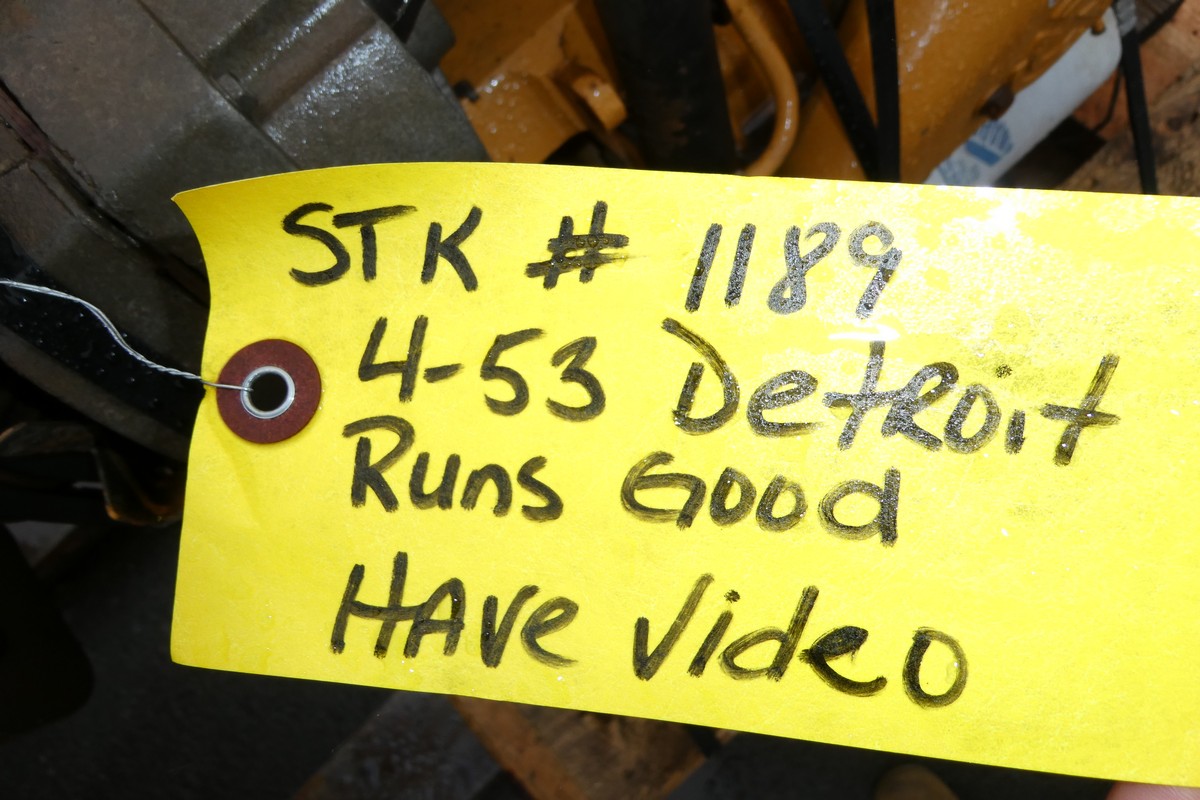 STK # 1189
4-53 Detroit
Runs Good
HAve Video